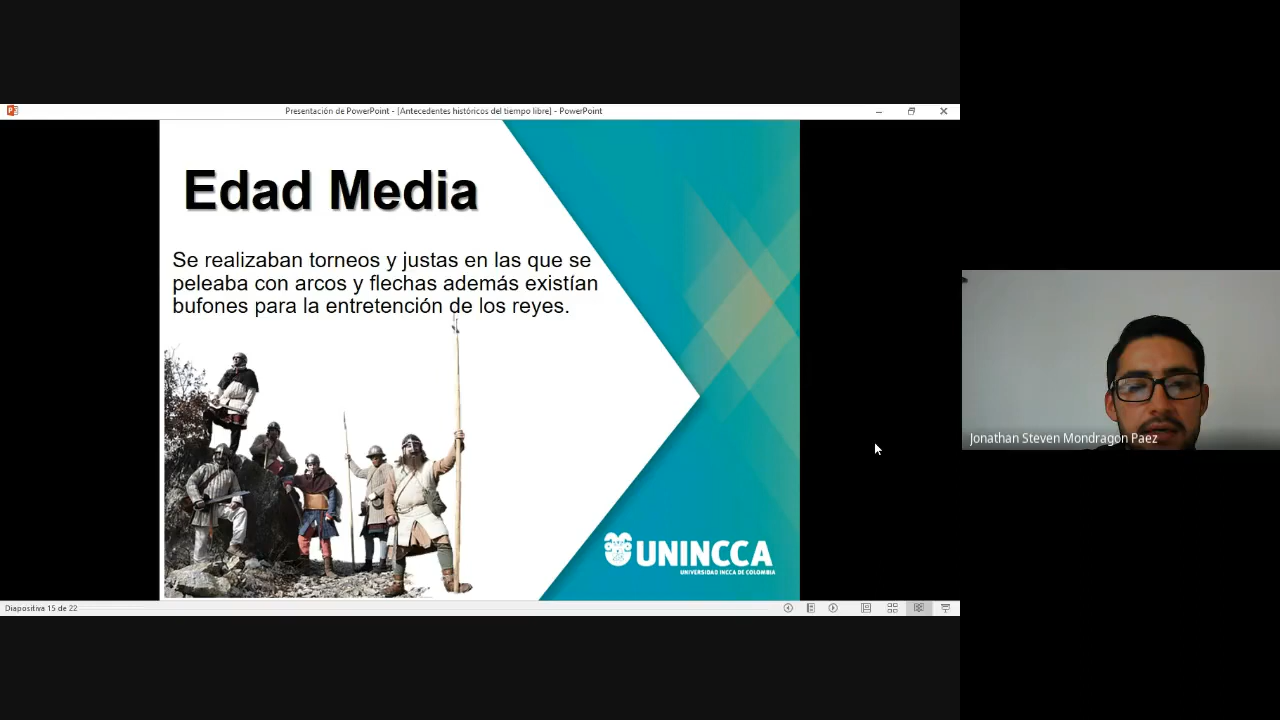 Presentación de PowerPoint - [Antecedentes históricos del tiempo libre] - PowerPoint
Edad Media
Se realizaban torneos y justas en las que se
peleaba con arcos y flechas además existían
bufones para la entretención de los reyes.
Jonathan Steven Mondragon Paez
UNINCCA
UNIVERSIDAD INCCA DE COLOMBIA
Diapositiva 15 de 22